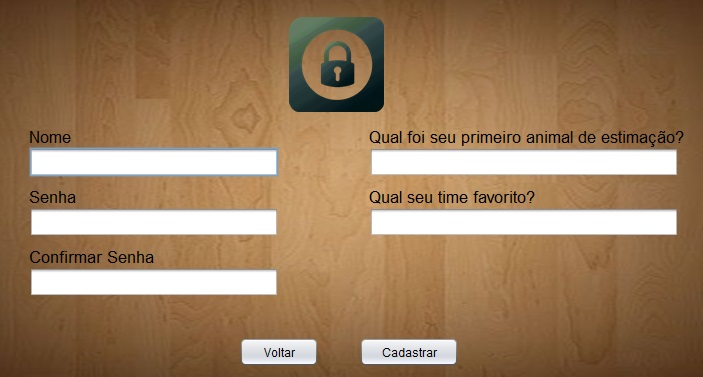 Nome
Qual foi seu primeiro animal de estimação?
Senha
Qual seu time favorito?
Confirmar Senha
Voltar
Cadastrar